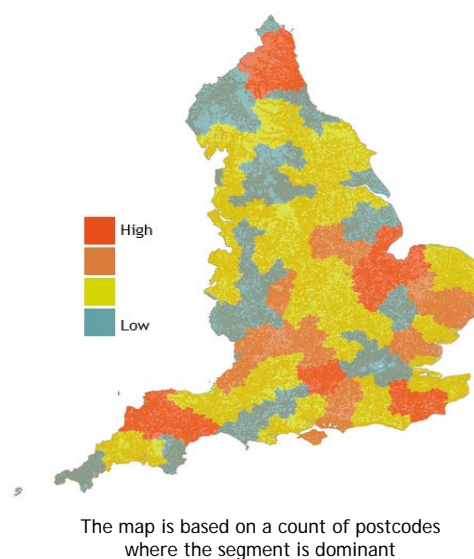 High
Low
The map is based on a count of postcodes
where the segment is dominant